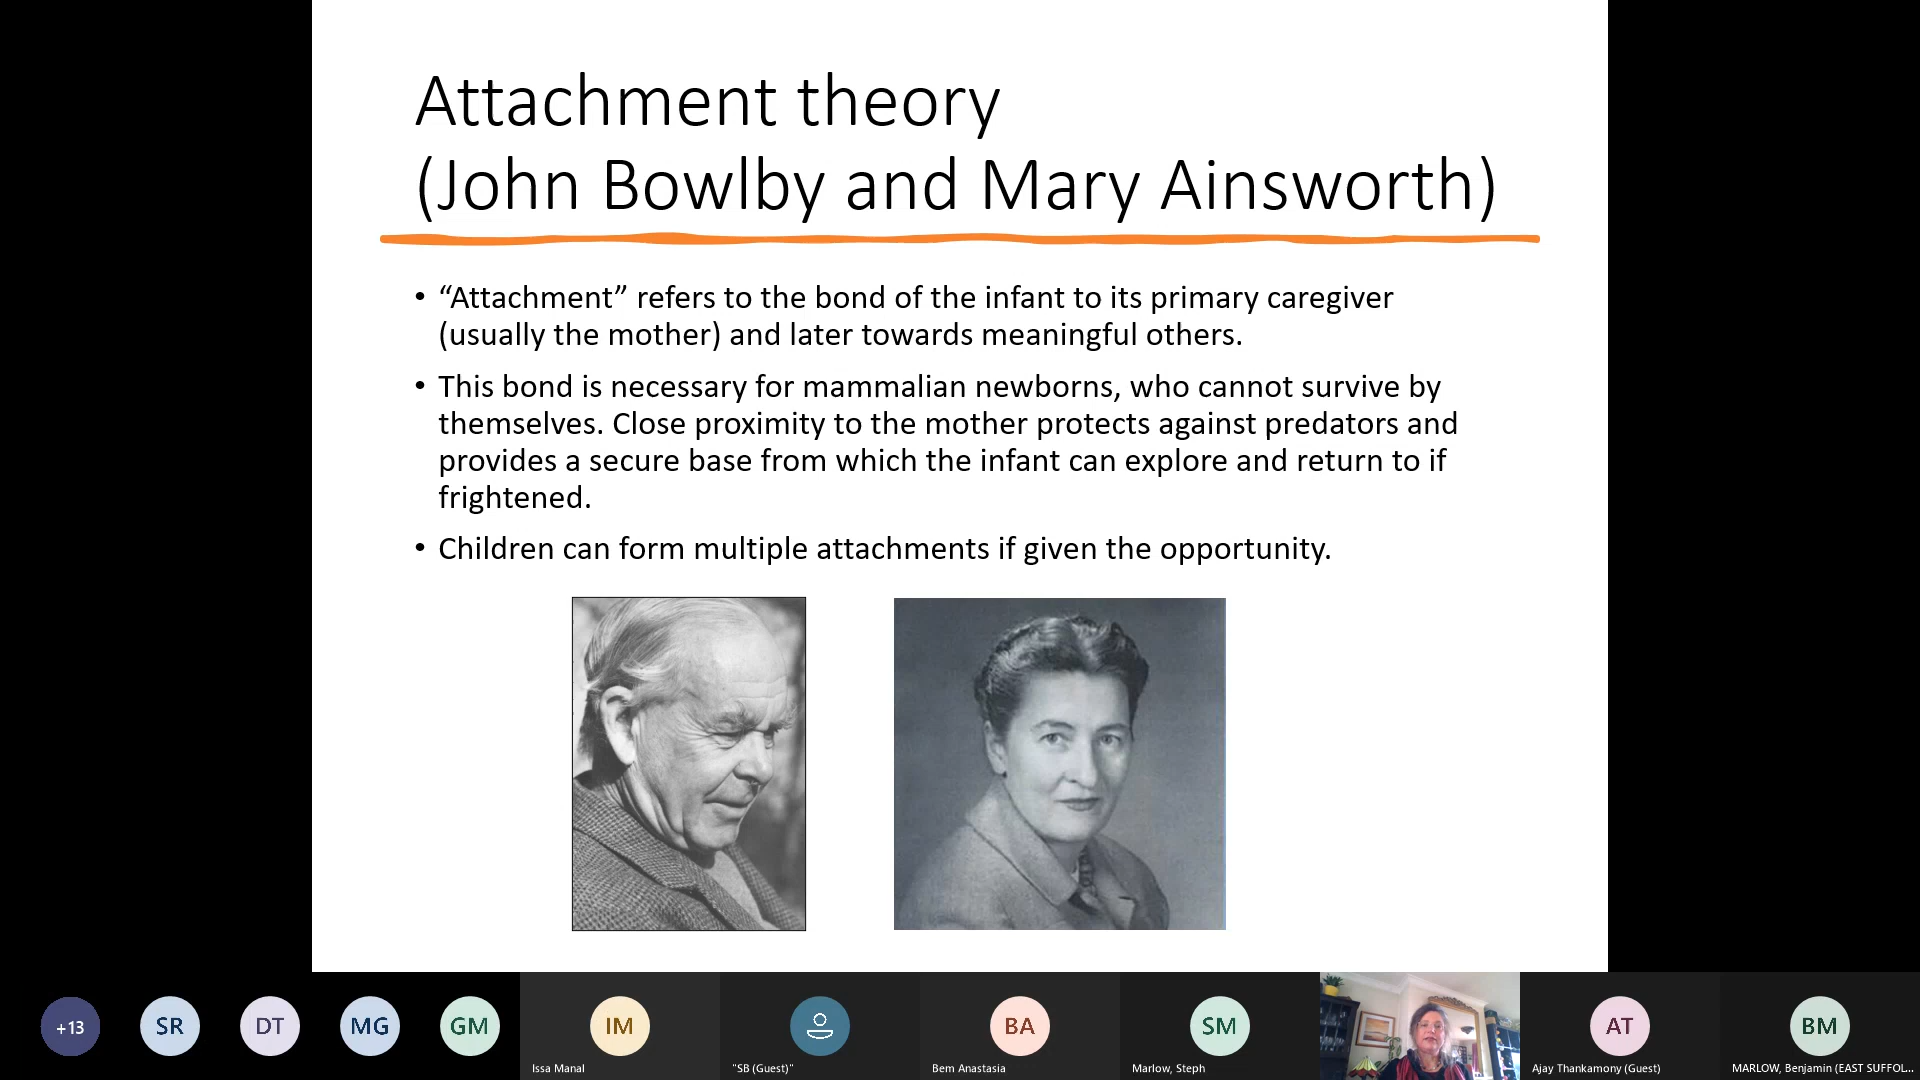 Attachment theory
(John Bowlby and Mary Ainsworth)
• “Attachment” refers to the bond of the infant to its primary caregiver
(usually the mother) and later towards meaningful others.
• This bond is necessary for mammalian newborns, who cannot survive by
themselves. Close proximity to the mother protects against predators and
provides a secure base from which the infant can explore and return to if
frightened.
• Children can form multiple attachments if given the opportunity.
+13
SR
DT
MG
GM
IM
BA
SM
AT
BM
Issa Manal
"SB (Guest)"
Bem Anastasia
Marlow, Steph
Ajay Thankamony (Guest)
MARLOW, Benjamin (EAST SUFFOL...